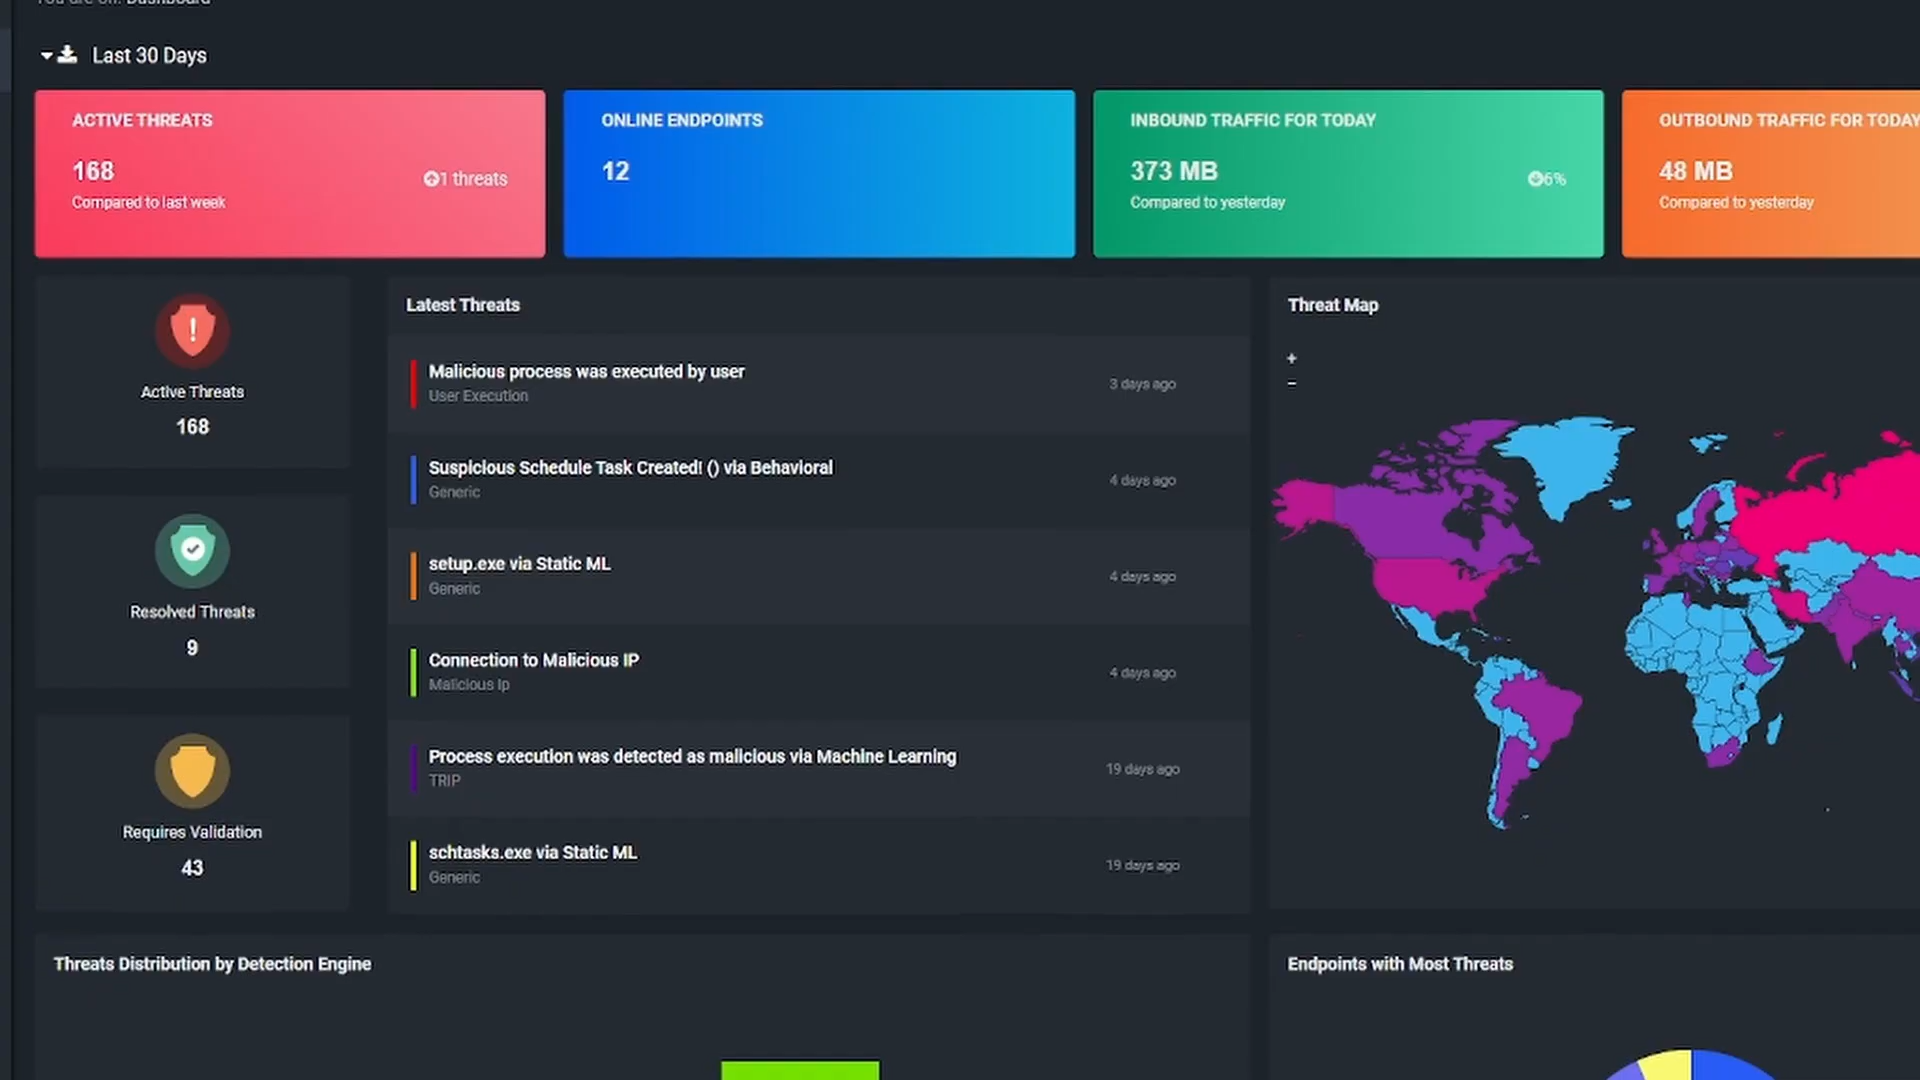 You are on: Dashboard
Last 30 Days
ACTIVE THREATS
168
1 threats
Compared to last week
ONLINE ENDPOINTS
12
INBOUND TRAFFIC FOR TODAY
373 MB
6%
Compared to yesterday
OUTBOUND TRAFFIC FOR TODAY
48 MB
Compared to yesterday
Active Threats
168
Resolved Threats
9
Requires Validation
43
Latest Threats
Malicious process was executed by user
User Execution
3 days ago
Suspicious Schedule Task Created! () via Behavioral
Generic
4 days ago
setup.exe via Static ML
Generic
4 days ago
Connection to Malicious IP
Malicious Ip
4 days ago
Process execution was detected as malicious via Machine Learning
TRIP
19 days ago
schtasks.exe via Static ML
Generic
19 days ago
Threat Map
+
−
Threats Distribution by Detection Engine
Endpoints with Most Threats